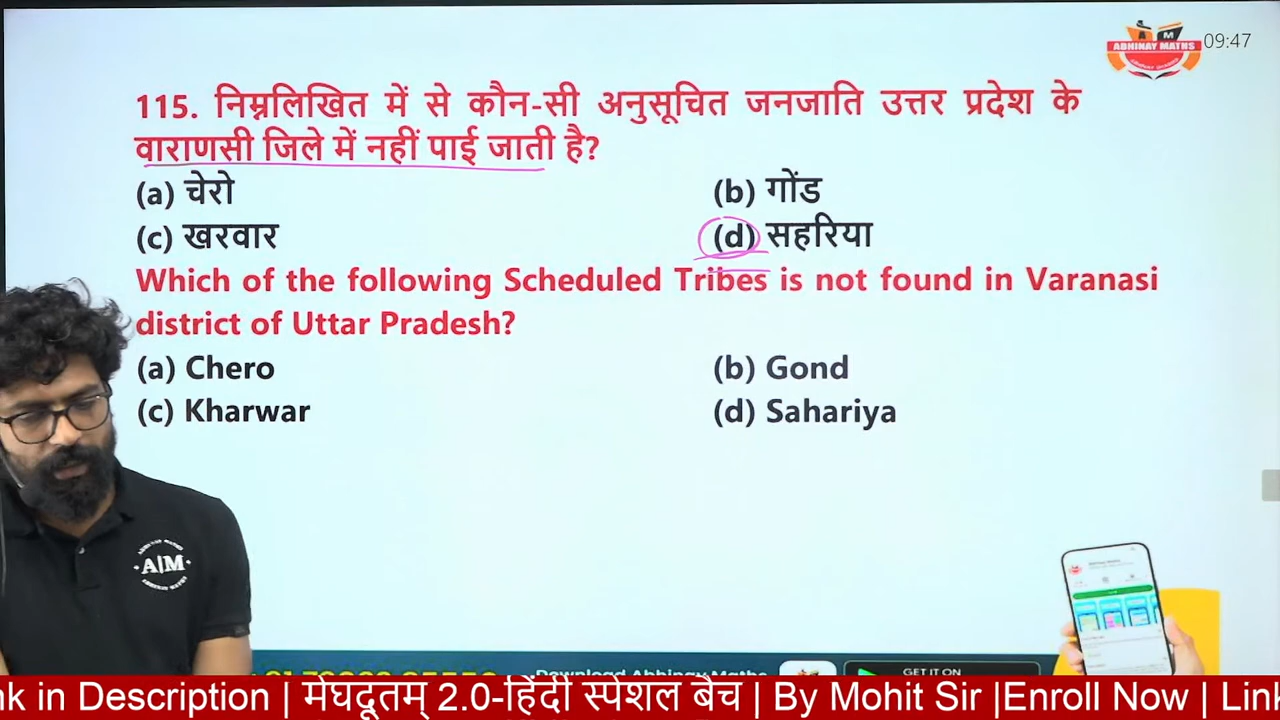 ABHINAY MATHS
09:47
115. निम्नलिखित में से कौन-सी अनुसूचित जनजाति उत्तर प्रदेश के
वाराणसी जिले में नहीं पाई जाती है?
(a) चेरो (b) गोंड
(c) खरवार (d) सहरिया
Which of the following Scheduled Tribes is not found in Varanasi
district of Uttar Pradesh?
(a) Chero (b) Gond
(c) Kharwar (d) Sahariya
A|M
GET IT ON
nk in Description | मेघदूतम् 2.0-हिंदी स्पेशल बैच | By Mohit Sir |Enroll Now | Link